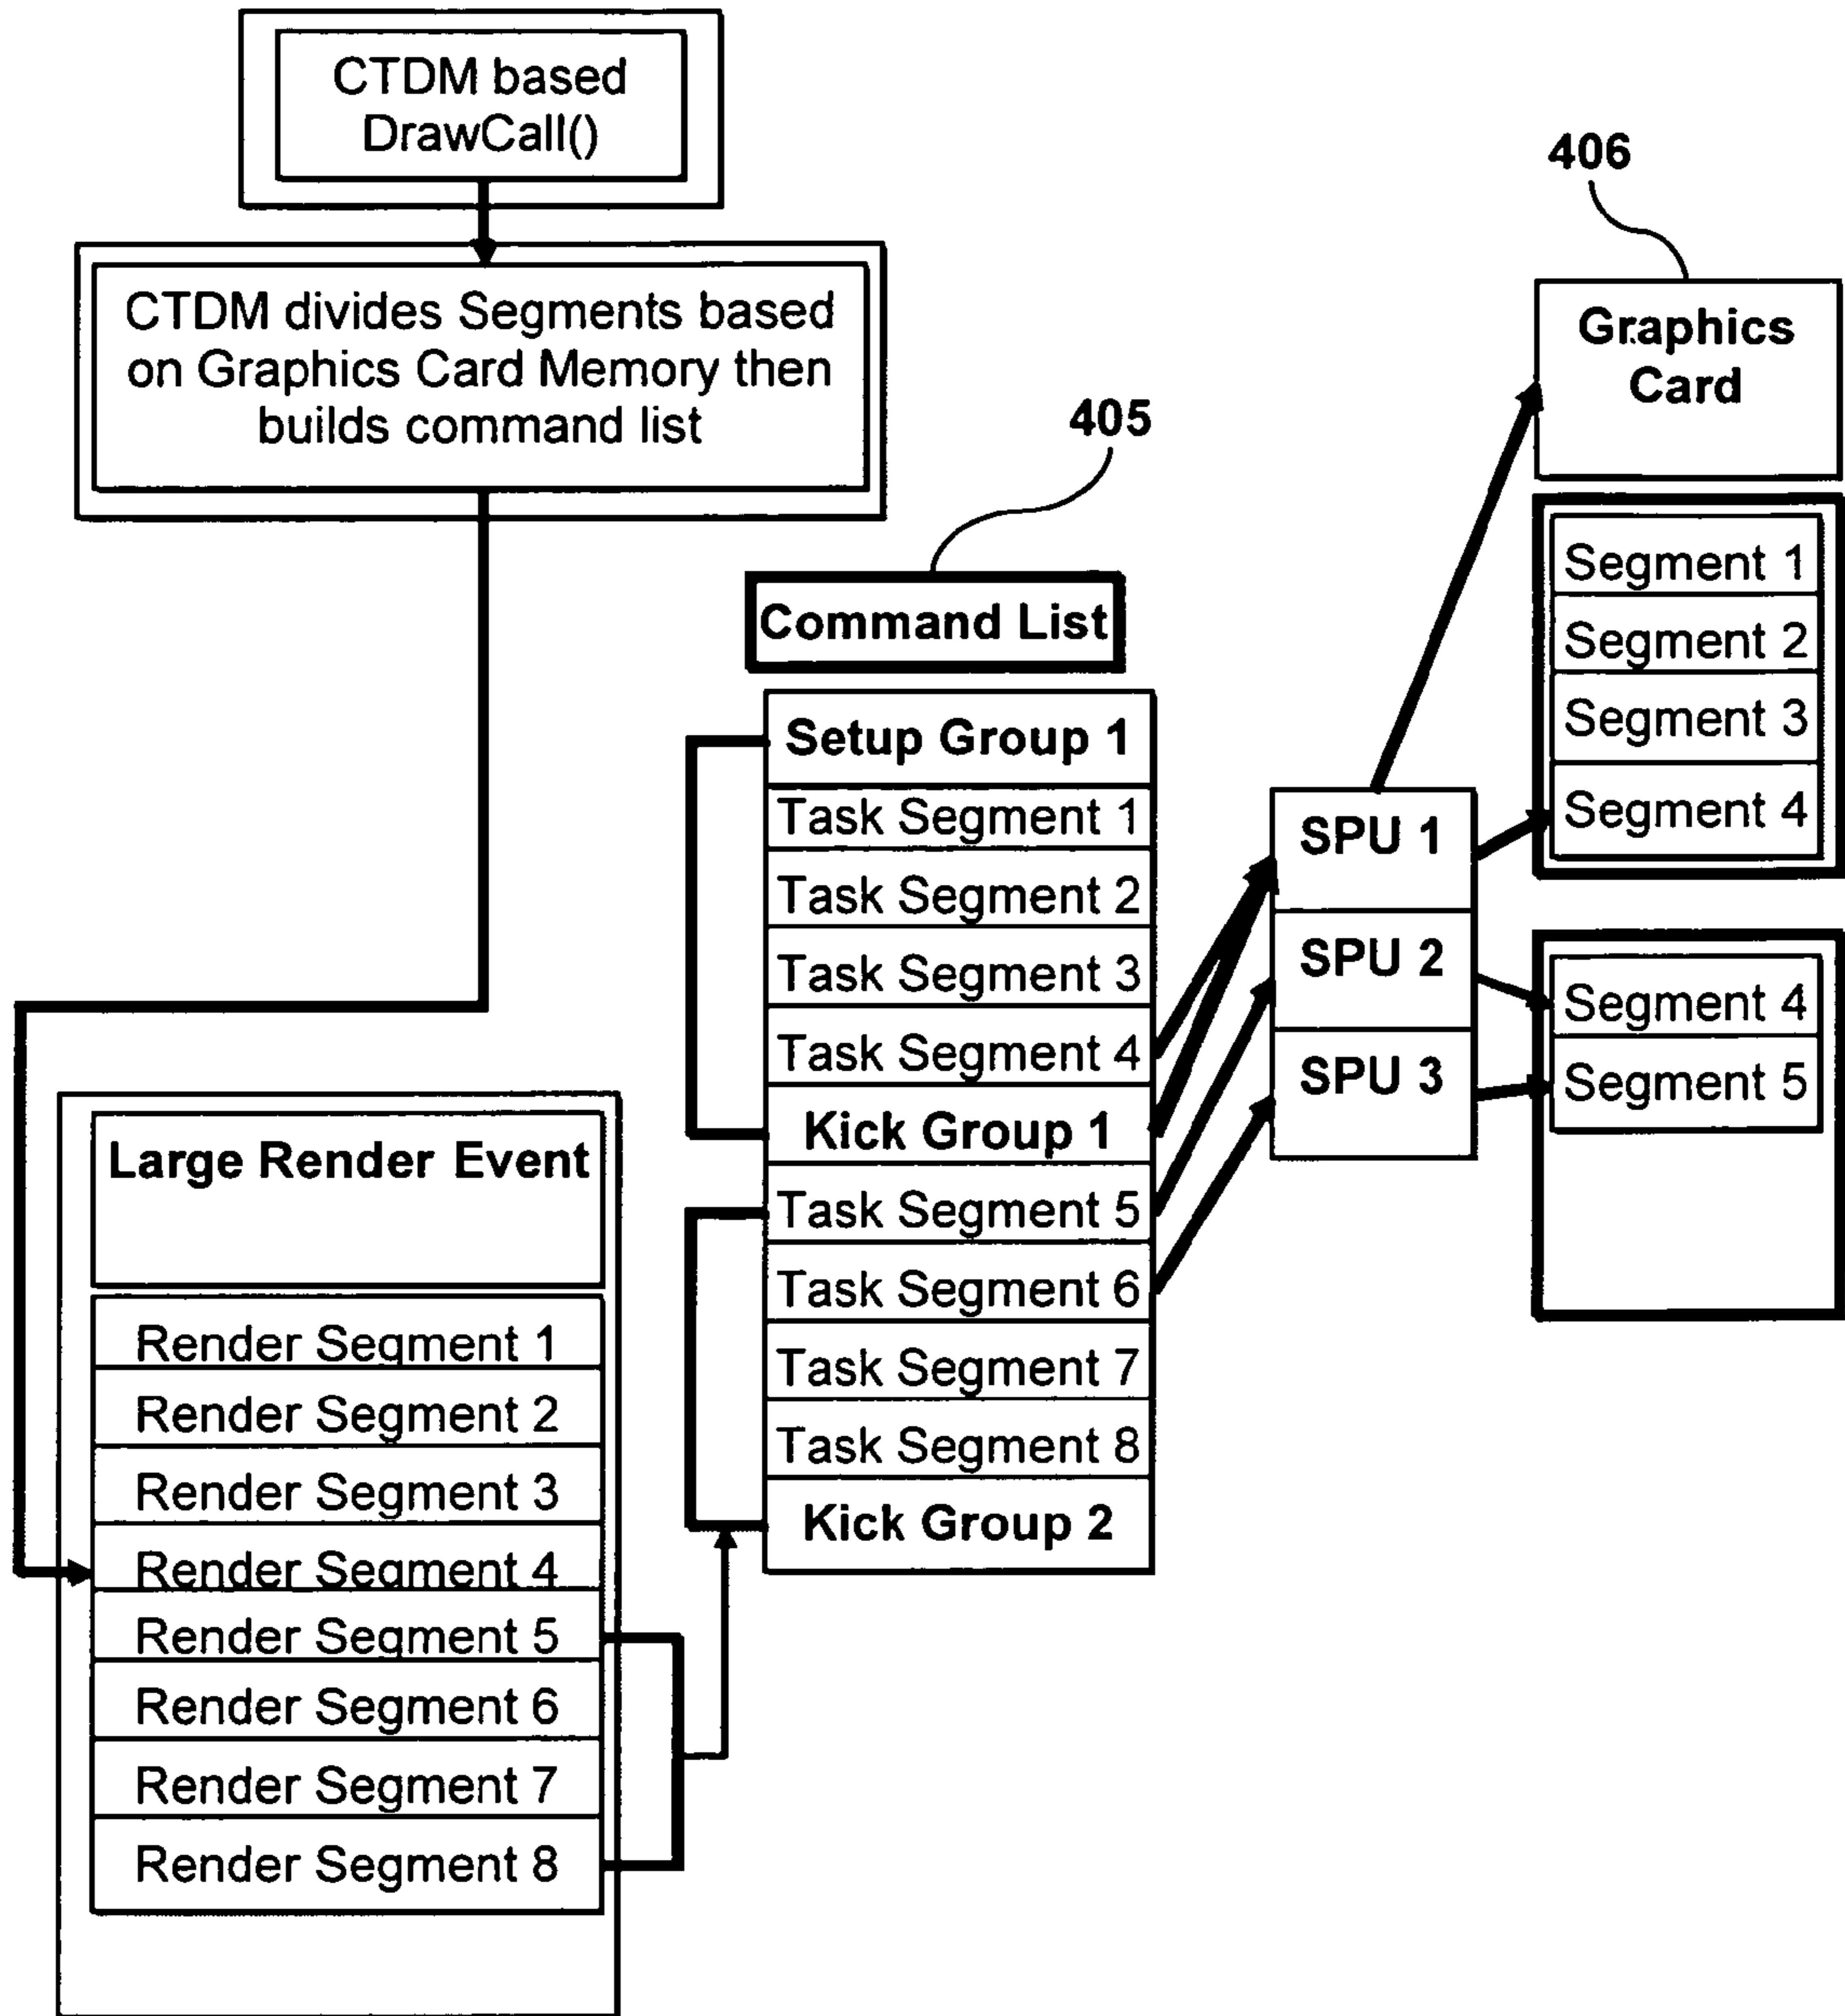 CTDM based
DrawCall()
CTDM divides Segments based
on Graphics Card Memory then
builds command list
406
Graphics
Card
Segment 1
Segment 2
Segment 3
Segment 4
Segment 4
Segment 5
405
Command List
Setup Group 1
Task Segment 1
Task Segment 2
Task Segment 3
Task Segment 4
Kick Group 1
Task Segment 5
Task Segment 6
Task Segment 7
Task Segment 8
Kick Group 2
SPU 1
SPU 2
SPU 3
Large Render Event
Render Segment 1
Render Segment 2
Render Segment 3
Render Segment 4
Render Segment 5
Render Segment 6
Render Segment 7
Render Segment 8